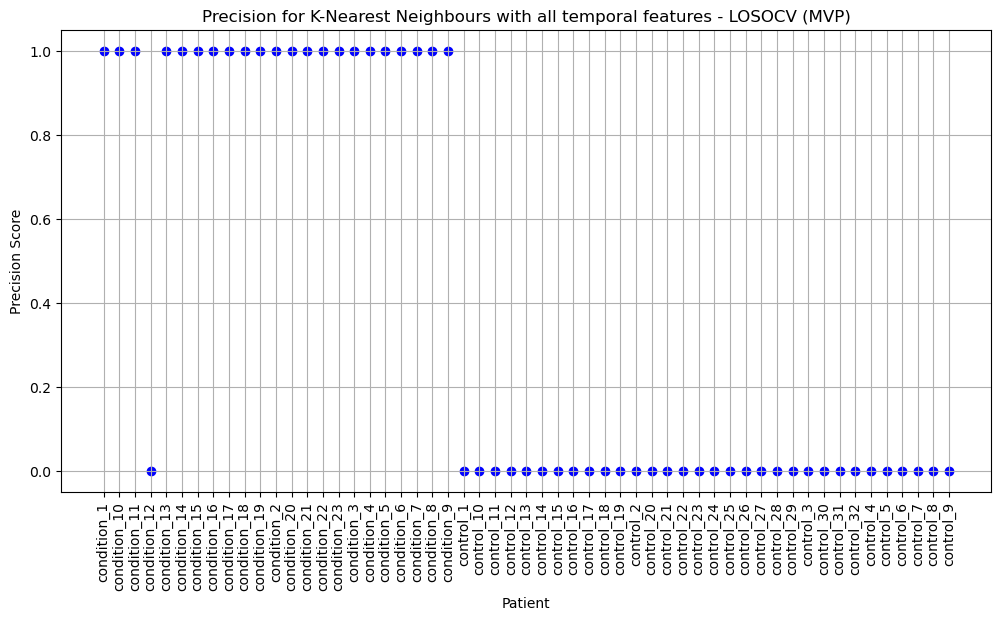 Precision for K-Nearest Neighbours with all temporal features - LOSOCV (MVP)
Precision Score
1.0
0.8
0.6
0.4
0.2
0.0
condition_1
condition_10
condition_11
condition_12
condition_13
condition_14
condition_15
condition_16
condition_17
condition_18
condition_19
condition_2
condition_20
condition_21
condition_22
condition_23
condition_3
condition_4
condition_5
condition_6
condition_7
condition_8
condition_9
control_1
control_10
control_11
control_12
control_13
control_14
control_15
control_16
control_17
control_18
control_19
control_2
control_20
control_21
control_22
control_23
control_24
control_25
control_26
control_27
control_28
control_29
control_3
control_30
control_31
control_32
control_4
control_5
control_6
control_7
control_8
control_9
Patient